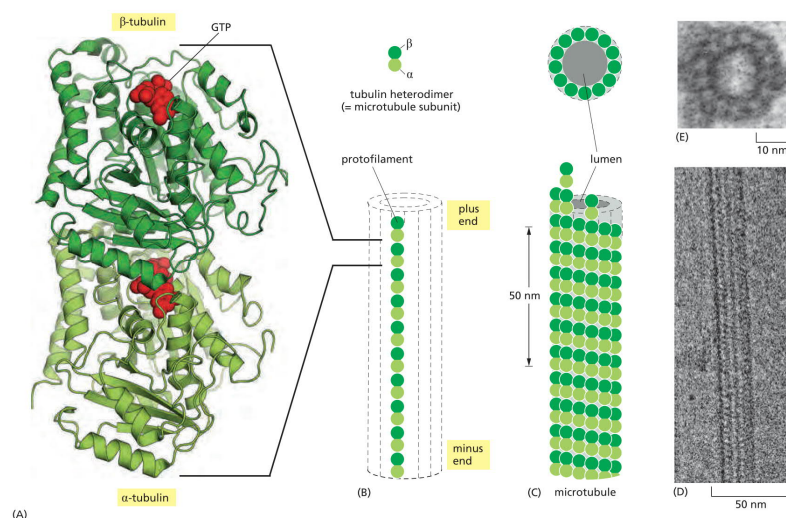 β-tubulin
GTP
α-tubulin
(A)
β
α
tubulin heterodimer
(= microtubule subunit)
protofilament
plus
end
minus
end
(B)
lumen
50 nm
(C)
microtubule
(E)
10 nm
(D)
50 nm